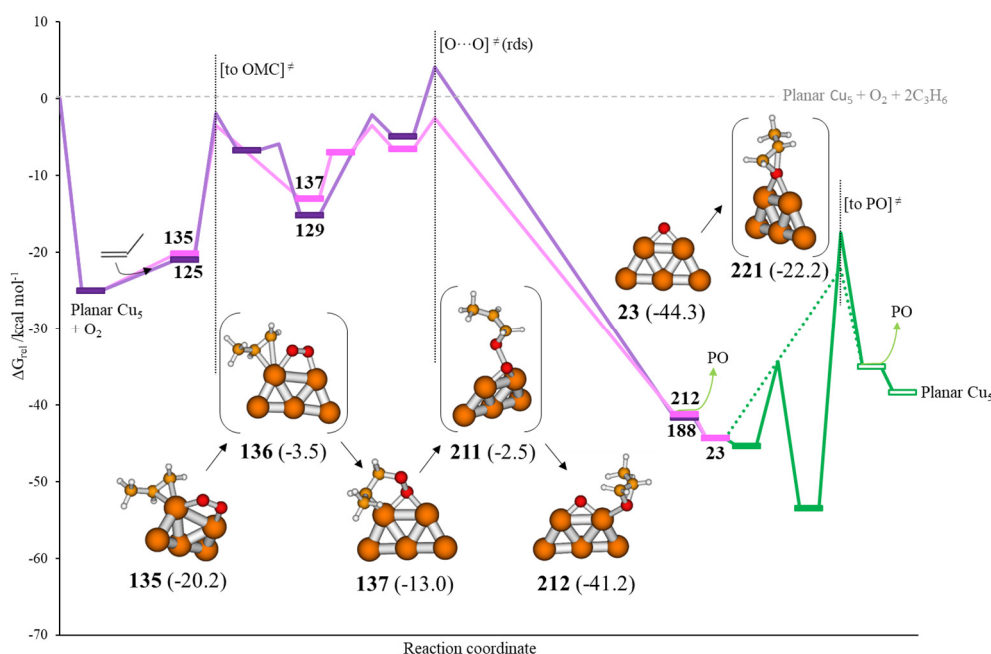 10
0
-10
-20
-30
-40
-50
-60
-70
ΔG_rel /kcal mol⁻¹
Reaction coordinate
[to OMC]≠
[O···O]≠ (rds)
Planar Cu₅ + O₂ + 2C₃H₆
[to PO]≠
137
129
135
125
Planar Cu₅
+ O₂
23 (-44.3)
221 (-22.2)
136 (-3.5)
211 (-2.5)
PO
PO
212
188
23
Planar Cu₅
135 (-20.2)
137 (-13.0)
212 (-41.2)